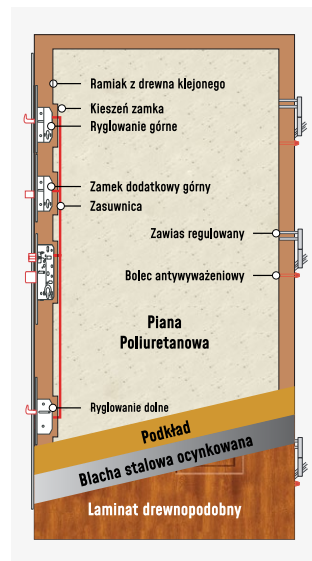 Ramiak z drewna klejonego
Kieszeń zamka
Ryglowanie górne
Zamek dodatkowy górny
Zasuwnica
Zawias regulowany
Bolec antywyważeniowy
Piana
Poliuretanowa
Ryglowanie dolne
Podkład
Blacha stalowa ocynkowana
Laminat drewnopodobny